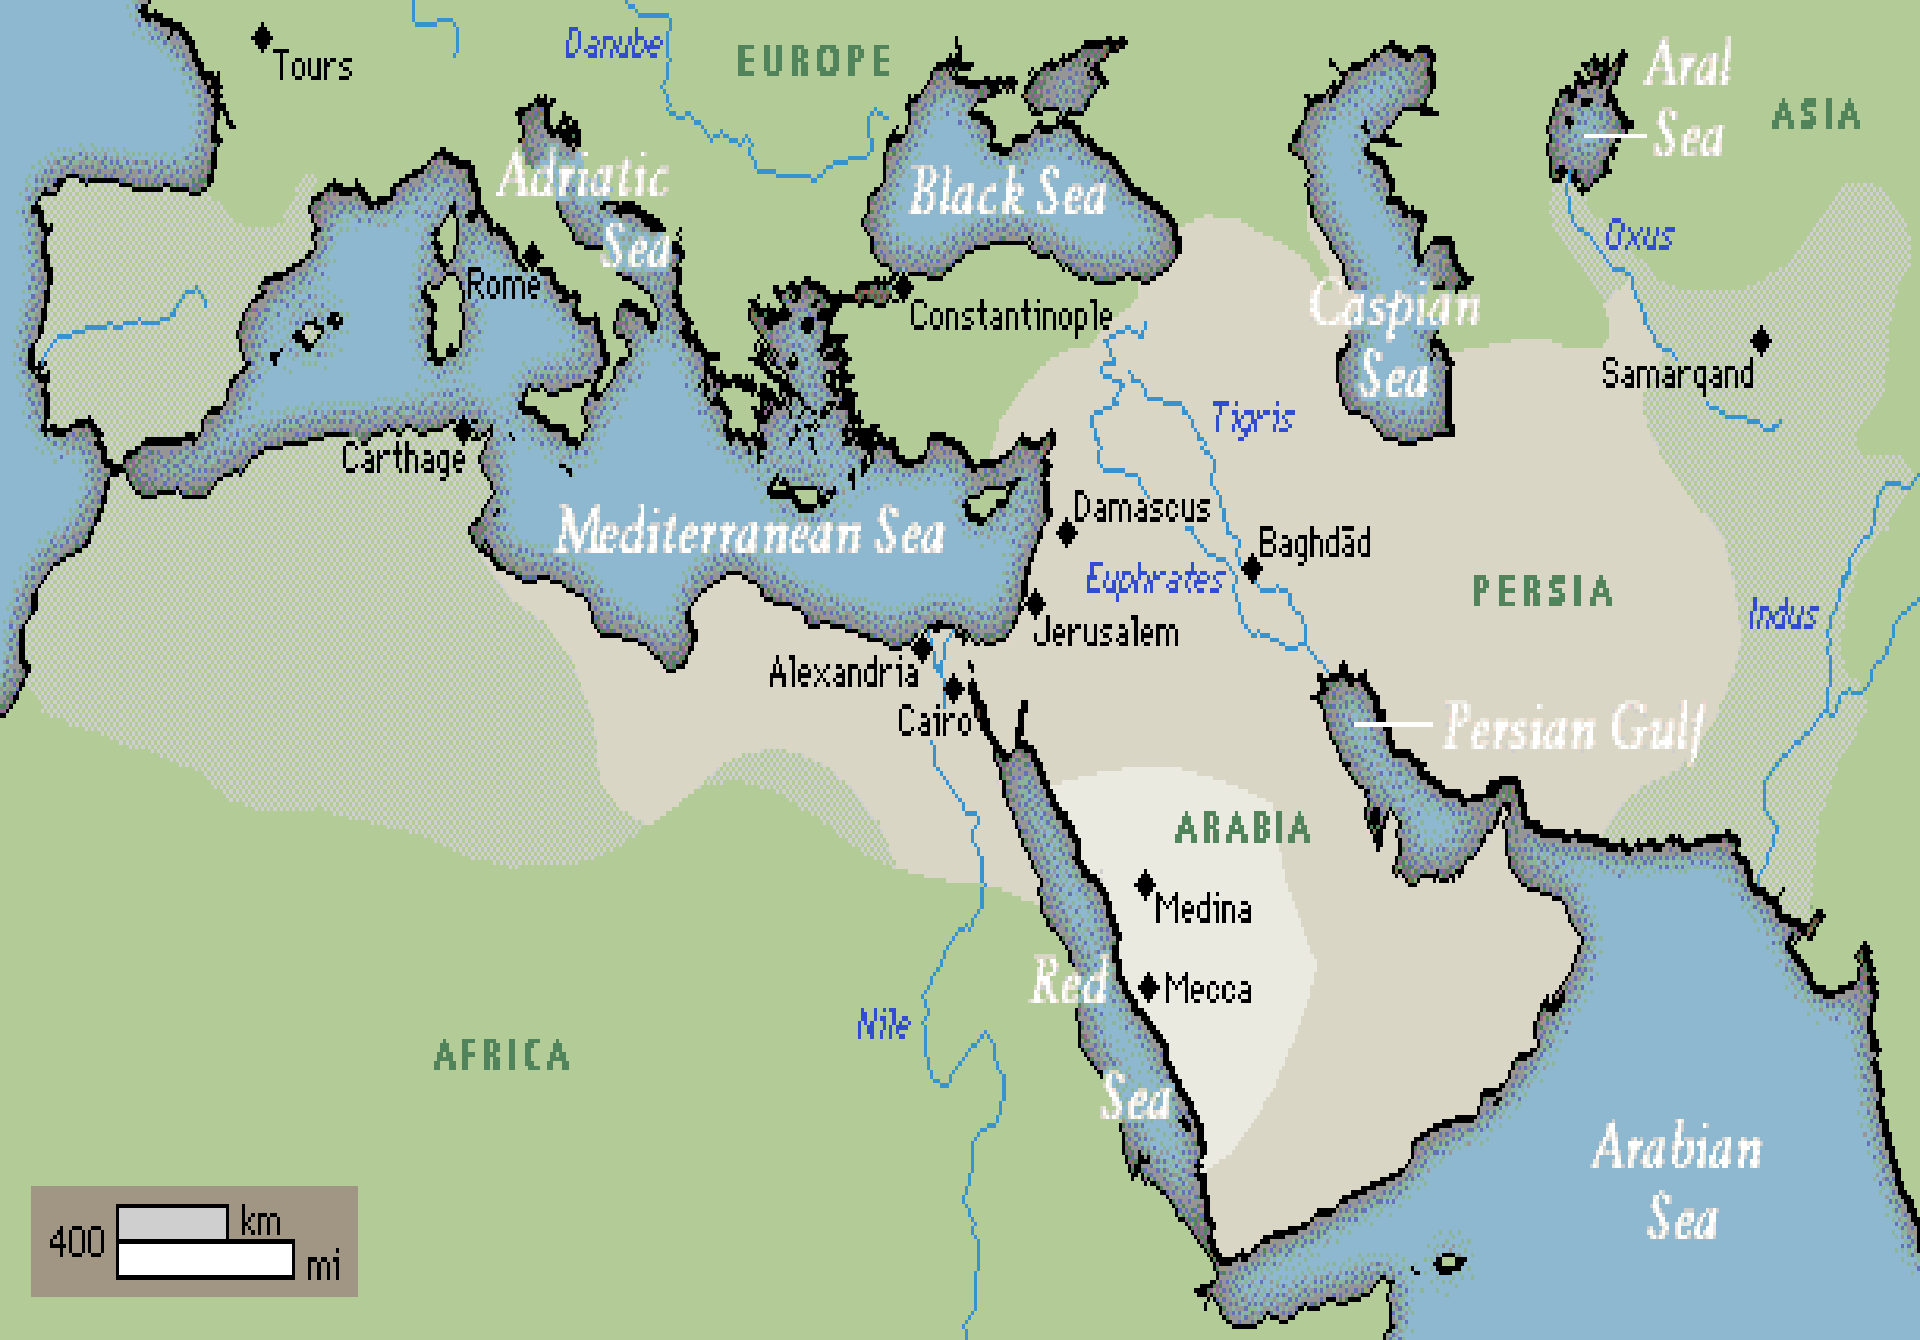 Tours
Danube
EUROPE
Aral
Sea
ASIA
Adriatic
Sea
Black Sea
Oxus
Rome
Constantinople
Caspian
Sea
Samarqand
Tigris
Carthage
Damascus
Mediterranean Sea
Baghdād
Euphrates
PERSIA
Indus
Jerusalem
Alexandria
Cairo
Persian Gulf
ARABIA
Medina
Red
Sea
Mecca
Nile
AFRICA
Arabian
Sea
400
km
mi